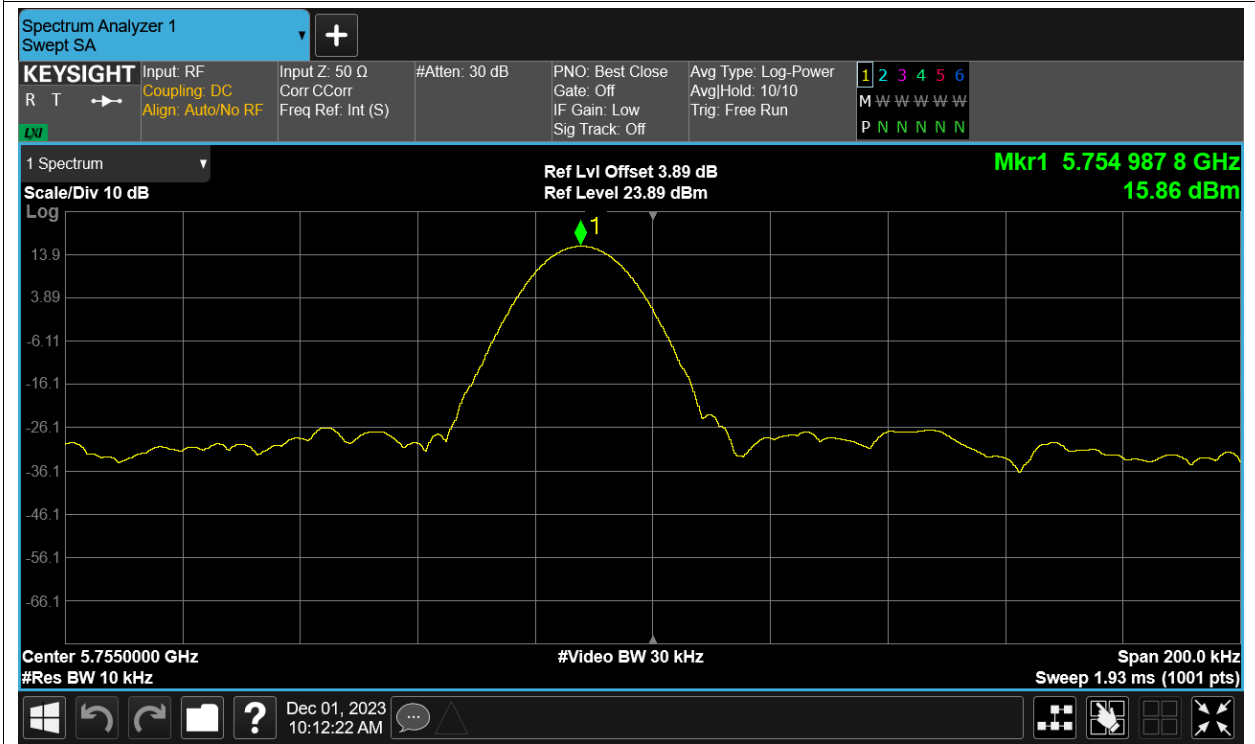 Spectrum Analyzer 1
Swept SA
+
KEYSIGHT
R T
LXI
Input: RF
Coupling: DC
Align: Auto/No RF
Input Z: 50 Ω
Corr CCorr
Freq Ref: Int (S)
#Atten: 30 dB
PNO: Best Close
Gate: Off
IF Gain: Low
Sig Track: Off
Avg Type: Log-Power
Avg|Hold: 10/10
Trig: Free Run
1 2 3 4 5 6
M W W W W W
P N N N N N
1 Spectrum
Scale/Div 10 dB
Log
Ref Lvl Offset 3.89 dB
Ref Level 23.89 dBm
Mkr1 5.754 987 8 GHz
15.86 dBm
1
13.9
3.89
-6.11
-16.1
-26.1
-36.1
-46.1
-56.1
-66.1
Center 5.7550000 GHz
#Res BW 10 kHz
#Video BW 30 kHz
Span 200.0 kHz
Sweep 1.93 ms (1001 pts)
?
Dec 01, 2023
10:12:22 AM